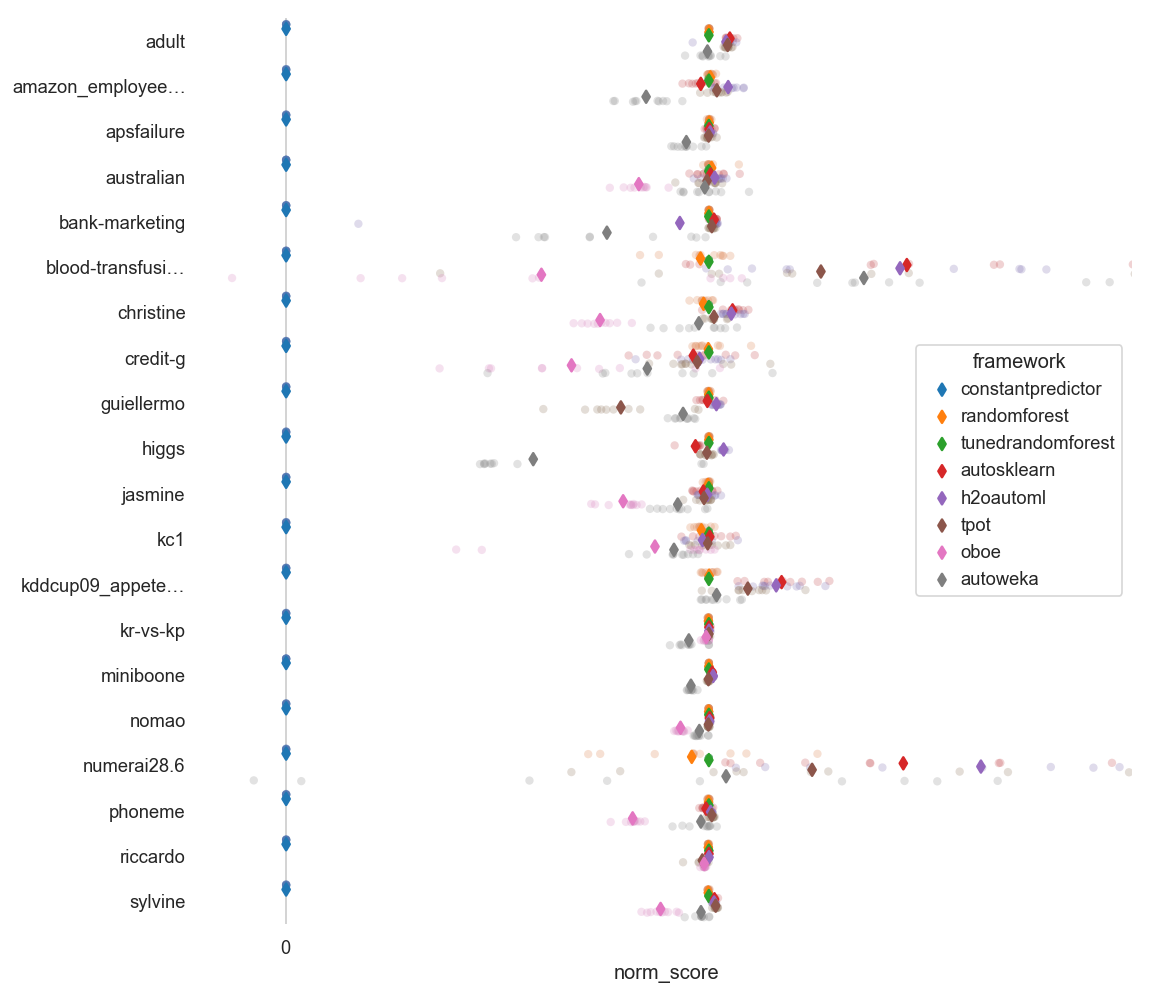 adult
amazon_employee…
apsfailure
australian
bank-marketing
blood-transfusi…
christine
credit-g
guiellermo
higgs
jasmine
kc1
kddcup09_appete…
kr-vs-kp
miniboone
nomao
numerai28.6
phoneme
riccardo
sylvine
framework
constantpredictor
randomforest
tunedrandomforest
autosklearn
h2oautoml
tpot
oboe
autoweka
0
norm_score